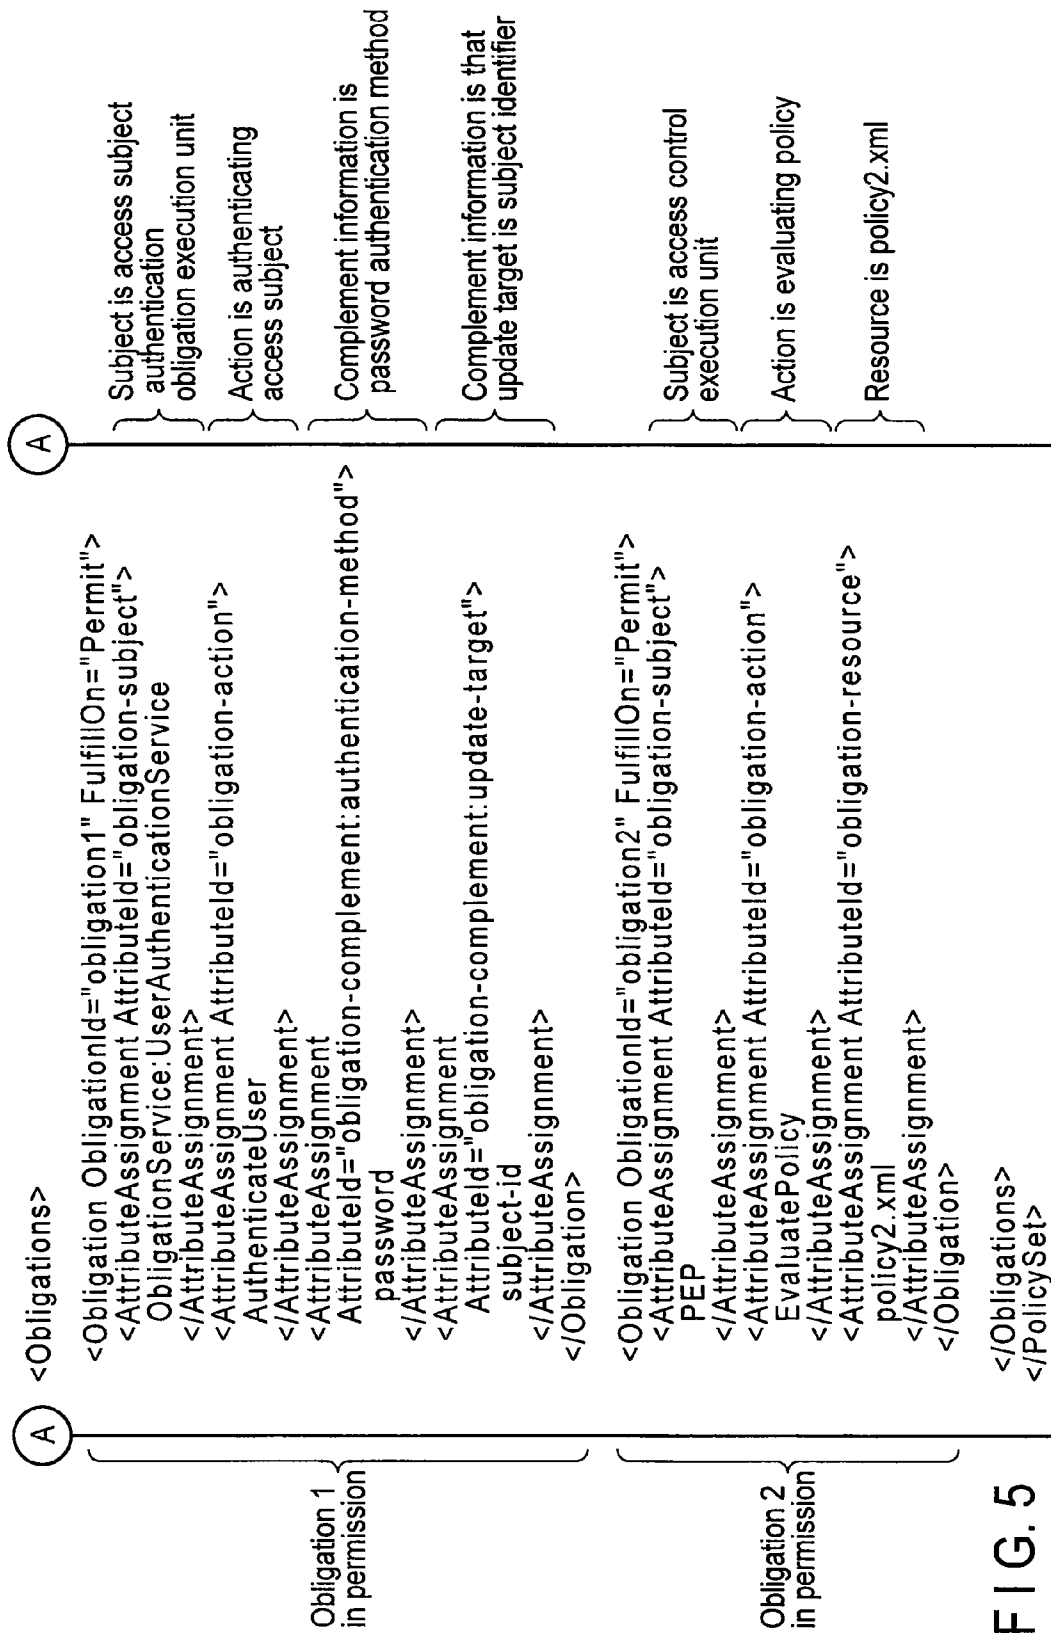 A
A
<Obligations>
Obligation 1
in permission
<Obligation ObligationId="obligation1" FulfillOn="Permit">
<AttributeAssignment AttributeId="obligation-subject">
ObligationService:UserAuthenticationService
</AttributeAssignment>
Subject is access subject
authentication
obligation execution unit
<AttributeAssignment AttributeId="obligation-action">
AuthenticateUser
</AttributeAssignment>
Action is authenticating
access subject
<AttributeAssignment
AttributeId="obligation-complement:authentication-method">
password
</AttributeAssignment>
Complement information is
password authentication method
<AttributeAssignment
AttributeId="obligation-complement:update-target">
subject-id
</AttributeAssignment>
Complement information is that
update target is subject identifier
</Obligation>
Obligation 2
in permission
<Obligation ObligationId="obligation2" FulfillOn="Permit">
<AttributeAssignment AttributeId="obligation-subject">
PEP
</AttributeAssignment>
Subject is access control
execution unit
<AttributeAssignment AttributeId="obligation-action">
EvaluatePolicy
</AttributeAssignment>
Action is evaluating policy
<AttributeAssignment AttributeId="obligation-resource">
policy2.xml
</AttributeAssignment>
Resource is policy2.xml
</Obligation>
</Obligations>
</PolicySet>
FIG. 5